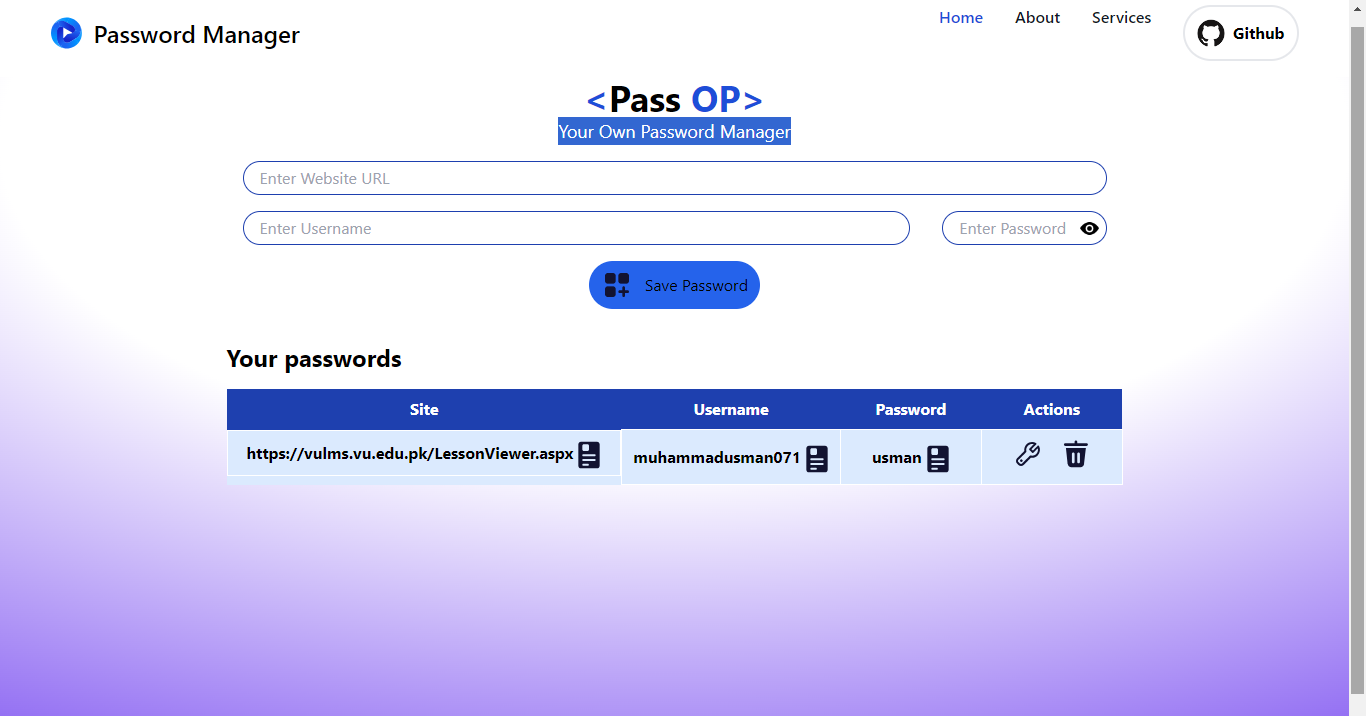 Password Manager
Home About Services Github
<Pass OP>
Your Own Password Manager
Enter Website URL
Enter Username Enter Password
Save Password
Your passwords
Site Username Password Actions
https://vulms.vu.edu.pk/LessonViewer.aspx muhammadusman071 usman